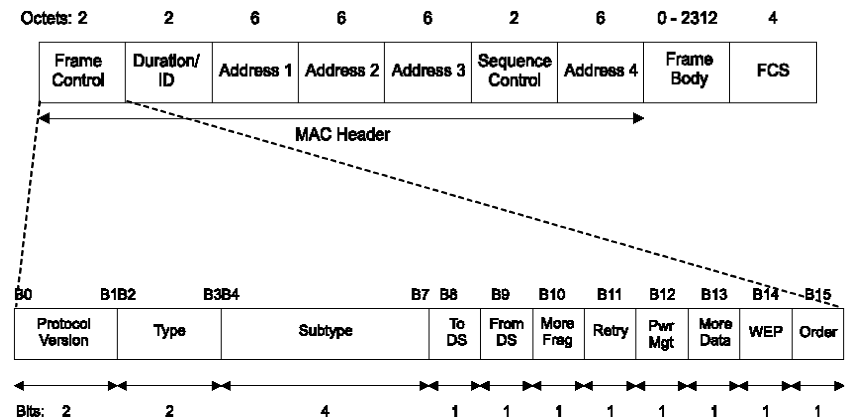 Octets: 2 2 6 6 6 2 6 0 - 2312 4
Frame Control Duration/ ID Address 1 Address 2 Address 3 Sequence Control Address 4 Frame Body FCS
MAC Header
B0 B1B2 B3B4 B7 B8 B9 B10 B11 B12 B13 B14 B15
Protocol Version Type Subtype To DS From DS More Frag Retry Pwr Mgt More Data WEP Order
Bits: 2 2 4 1 1 1 1 1 1 1 1